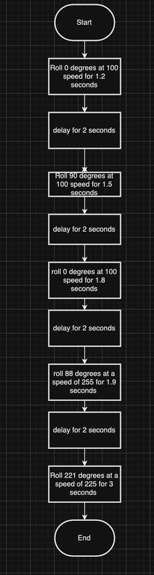 Start
Roll 0 degrees at 100
speed for 1.2
seconds
delay for 2 seconds
Roll 90 degrees at
100 speed for 1.5
seconds
delay for 2 seconds
roll 0 degrees at 100
speed for 1.8
seconds
delay for 2 seconds
roll 88 degrees at a
speed of 255 for 1.9
seconds
delay for 2 seconds
Roll 221 degrees at a
speed of 225 for 3
seconds
End